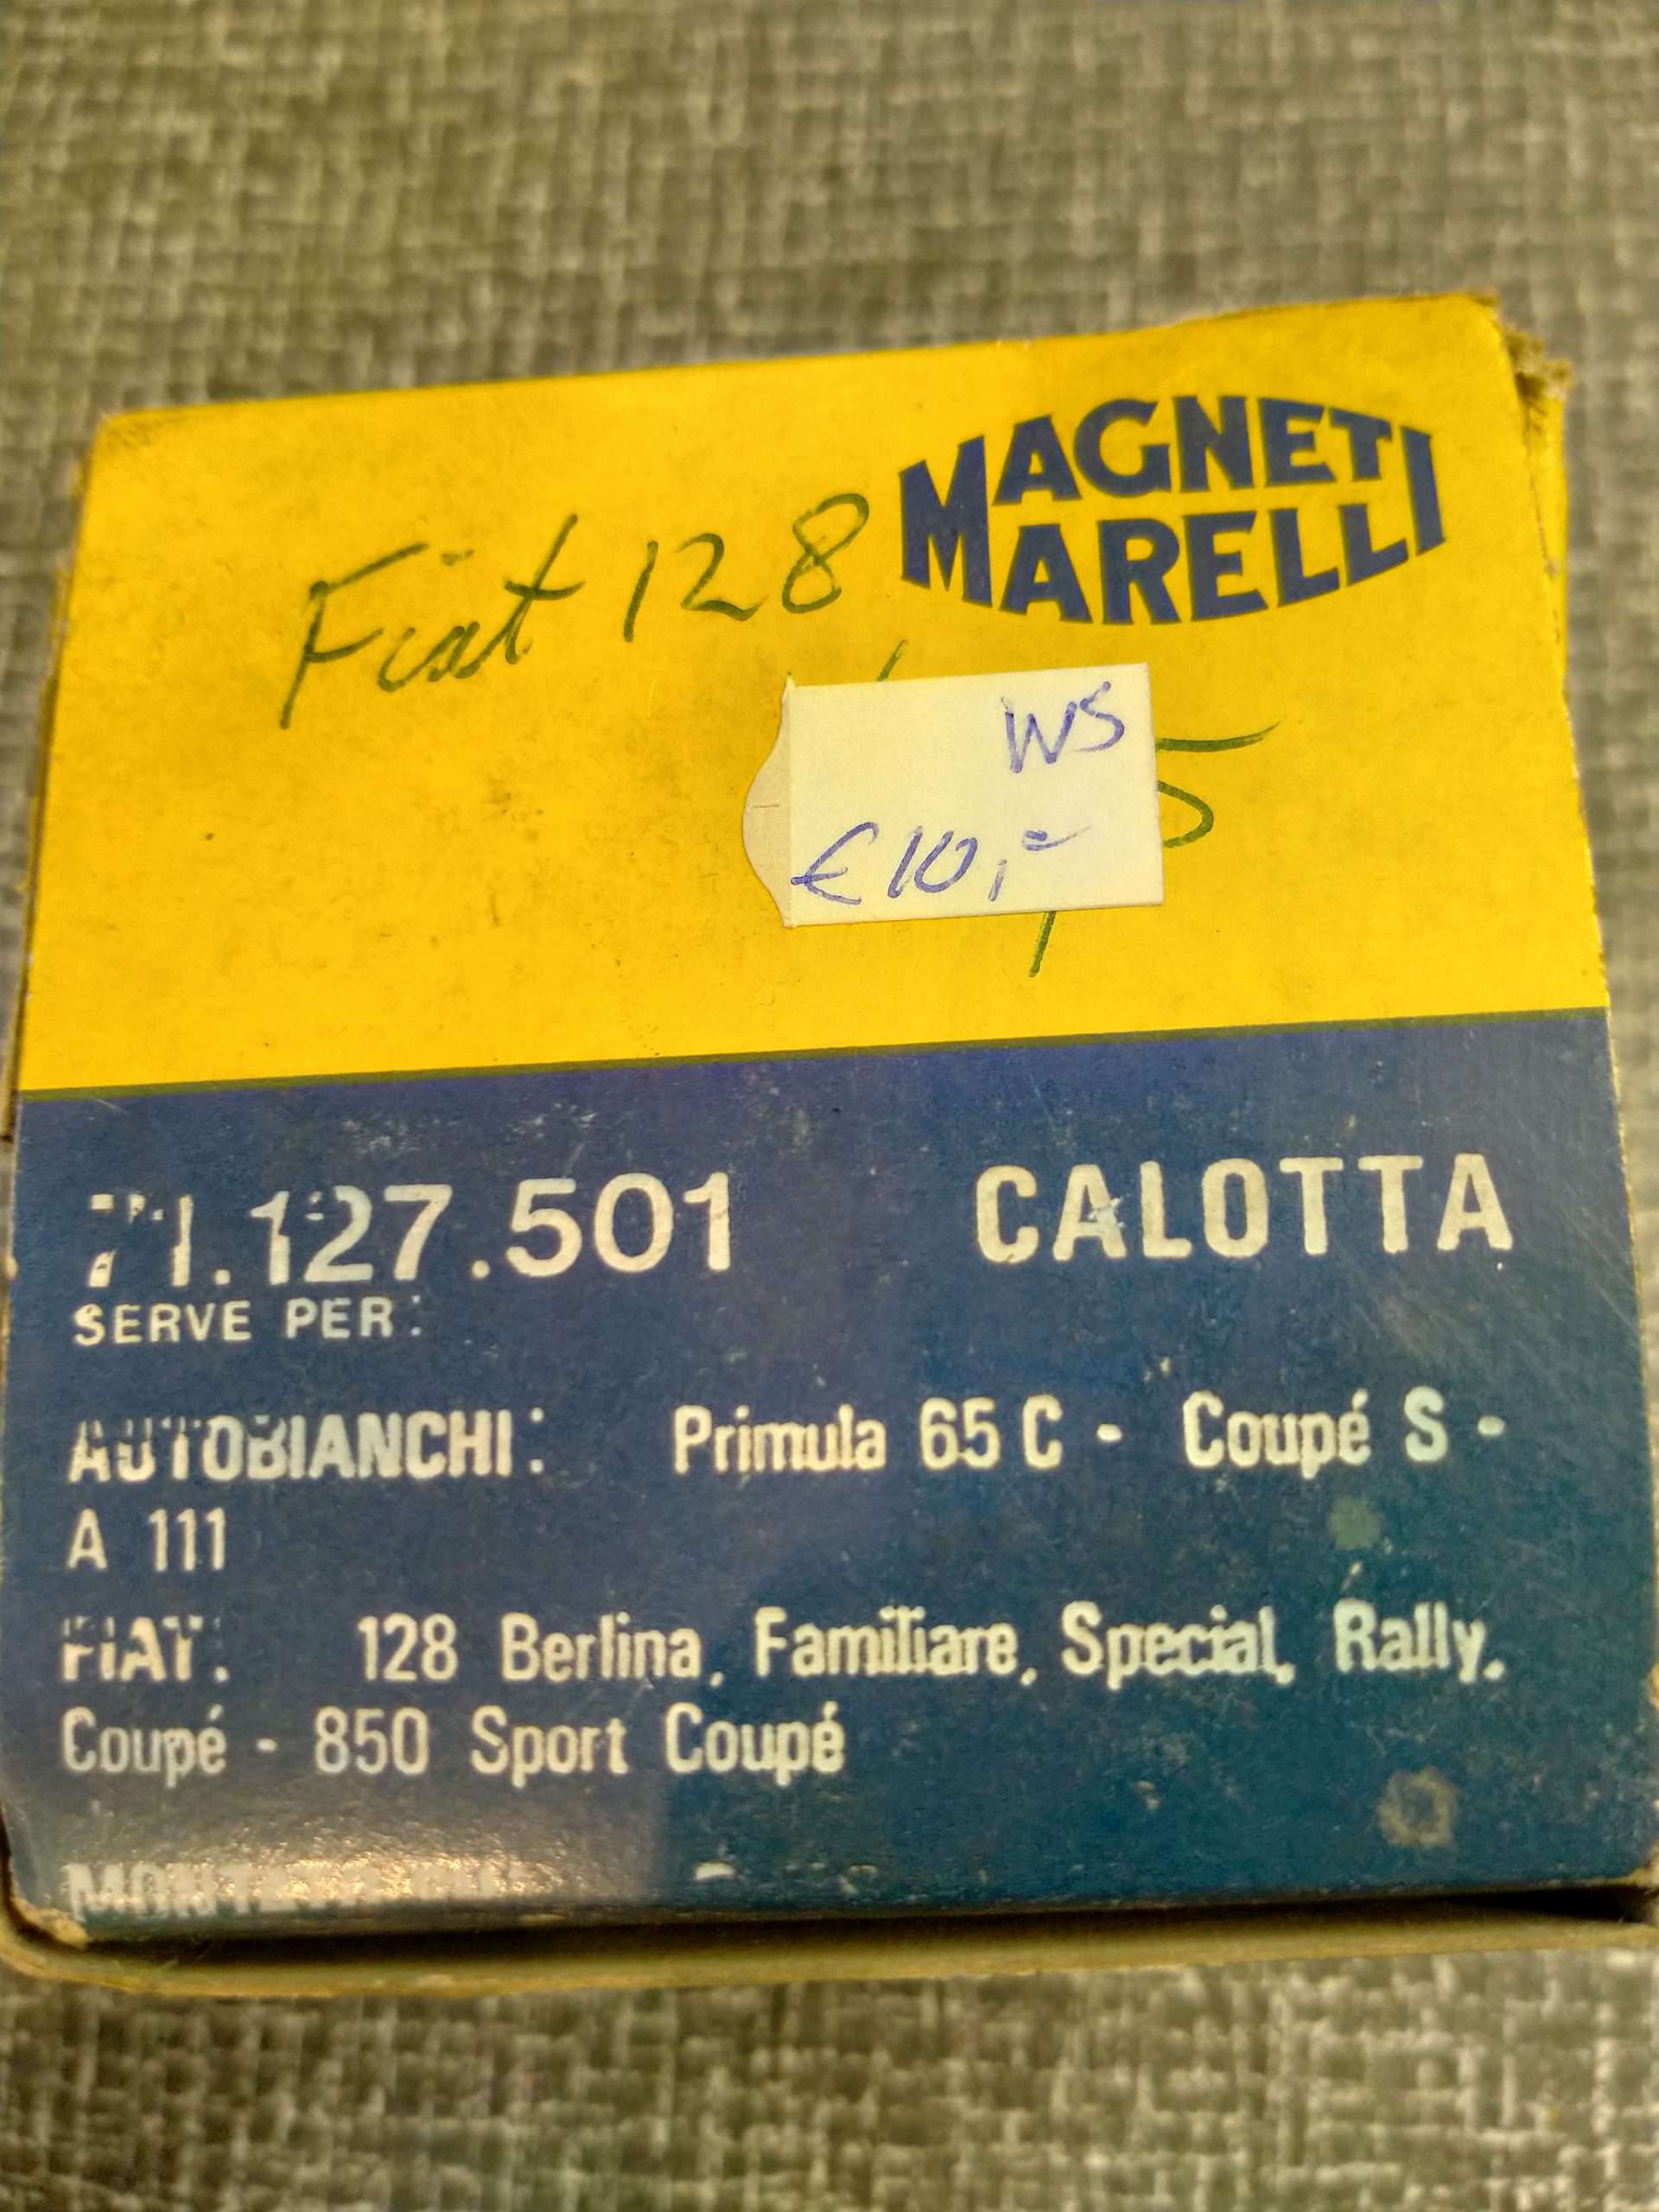 MAGNETI
MARELLI
Fiat 128
WS
5
€10,-
71.127.501 CALOTTA
SERVE PER:
AUTOBIANCHI: Primula 65 C - Coupé S -
A 111
FIAT: 128 Berlina, Familiare, Special, Rally,
Coupé - 850 Sport Coupé